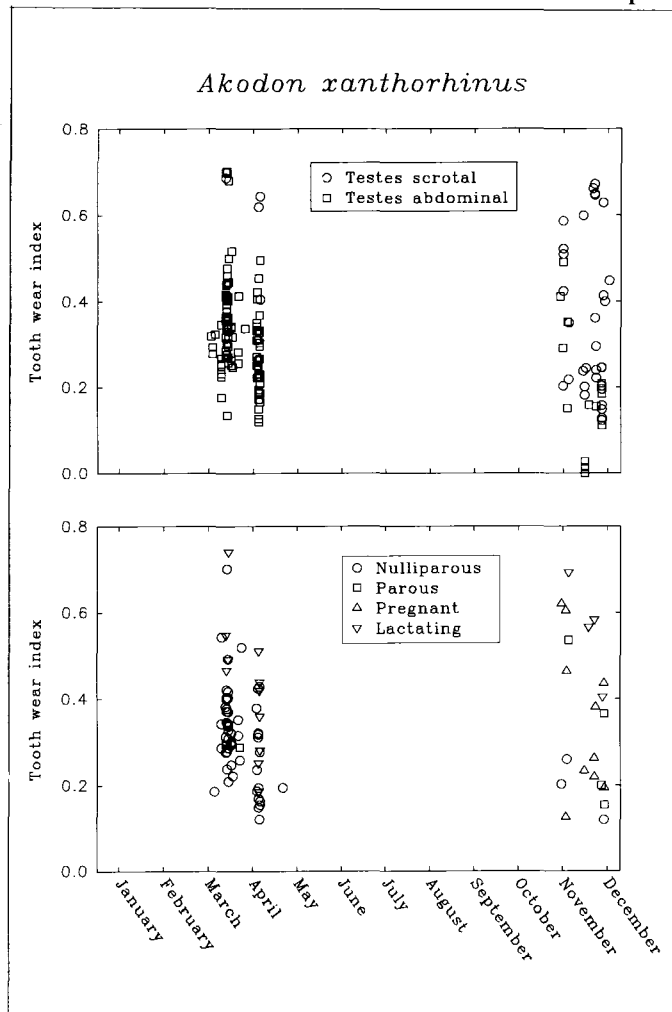 Akodon xanthorhinus
0.8
0.6
0.4
0.2
0.0
Tooth wear index
Testes scrotal
Testes abdominal
0.8
0.6
0.4
0.2
0.0
Tooth wear index
Nulliparous
Parous
Pregnant
Lactating
January
February
March
April
May
June
July
August
September
October
November
December